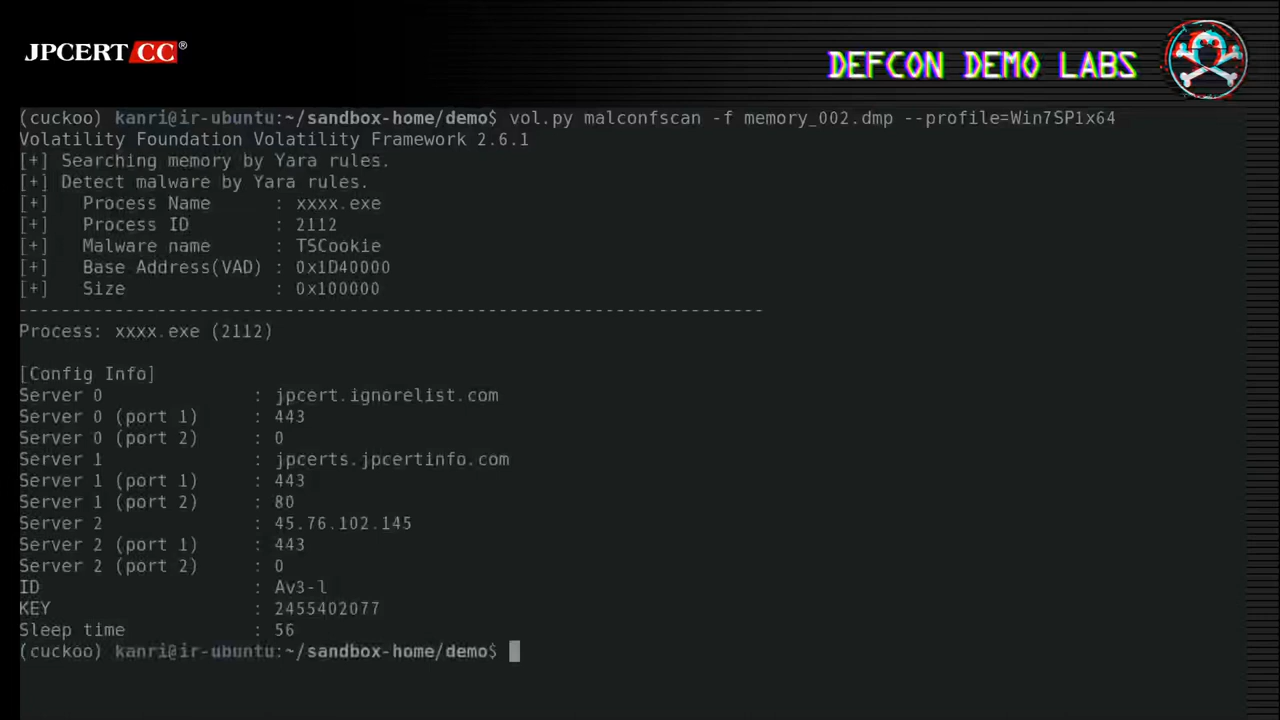 JPCERT CC®
DEFCON DEMO LABS
(cuckoo) kanri@ir-ubuntu:~/sandbox-home/demo$ vol.py malconfscan -f memory_002.dmp --profile=Win7SP1x64
Volatility Foundation Volatility Framework 2.6.1
[+] Searching memory by Yara rules.
[+] Detect malware by Yara rules.
[+]   Process Name      : xxxx.exe
[+]   Process ID        : 2112
[+]   Malware name      : TSCookie
[+]   Base Address(VAD) : 0x1D40000
[+]   Size              : 0x100000
----------------------------------------------------------------------
Process: xxxx.exe (2112)
[Config Info]
Server 0              : jpcert.ignorelist.com
Server 0 (port 1)     : 443
Server 0 (port 2)     : 0
Server 1              : jpcerts.jpcertinfo.com
Server 1 (port 1)     : 443
Server 1 (port 2)     : 80
Server 2              : 45.76.102.145
Server 2 (port 1)     : 443
Server 2 (port 2)     : 0
ID                    : Av3-l
KEY                   : 2455402077
Sleep time            : 56
(cuckoo) kanri@ir-ubuntu:~/sandbox-home/demo$